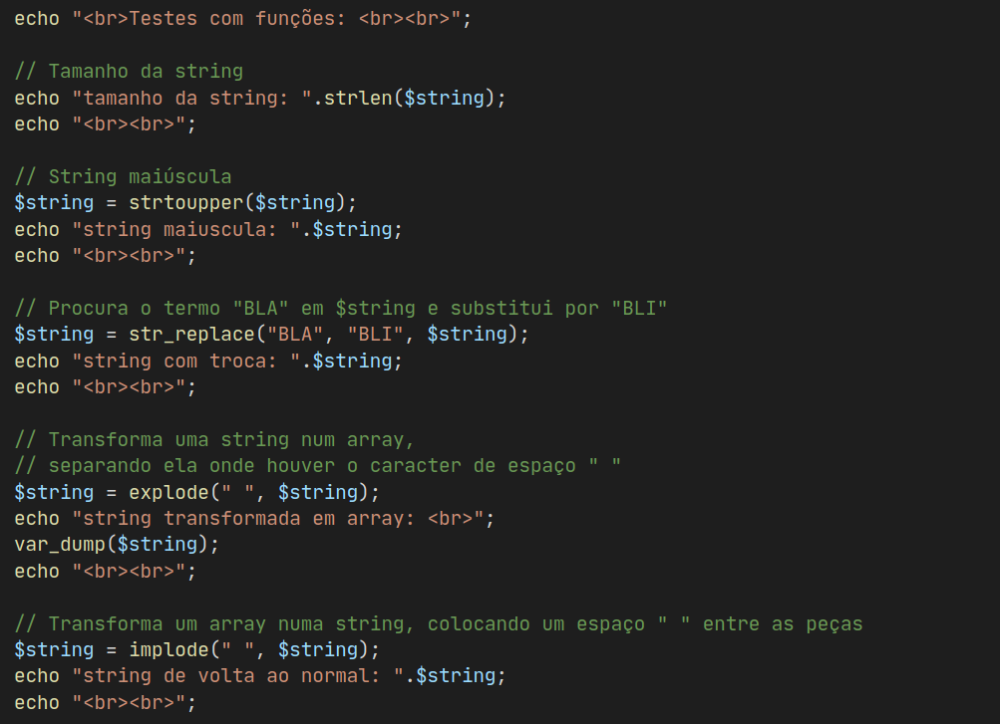 echo "<br>Testes com funções: <br><br>";
// Tamanho da string
echo "tamanho da string: ".strlen($string);
echo "<br><br>";
// String maiúscula
$string = strtoupper($string);
echo "string maiuscula: ".$string;
echo "<br><br>";
// Procura o termo "BLA" em $string e substitui por "BLI"
$string = str_replace("BLA", "BLI", $string);
echo "string com troca: ".$string;
echo "<br><br>";
// Transforma uma string num array,
// separando ela onde houver o caracter de espaço " "
$string = explode(" ", $string);
echo "string transformada em array: <br>";
var_dump($string);
echo "<br><br>";
// Transforma um array numa string, colocando um espaço " " entre as peças
$string = implode(" ", $string);
echo "string de volta ao normal: ".$string;
echo "<br><br>";